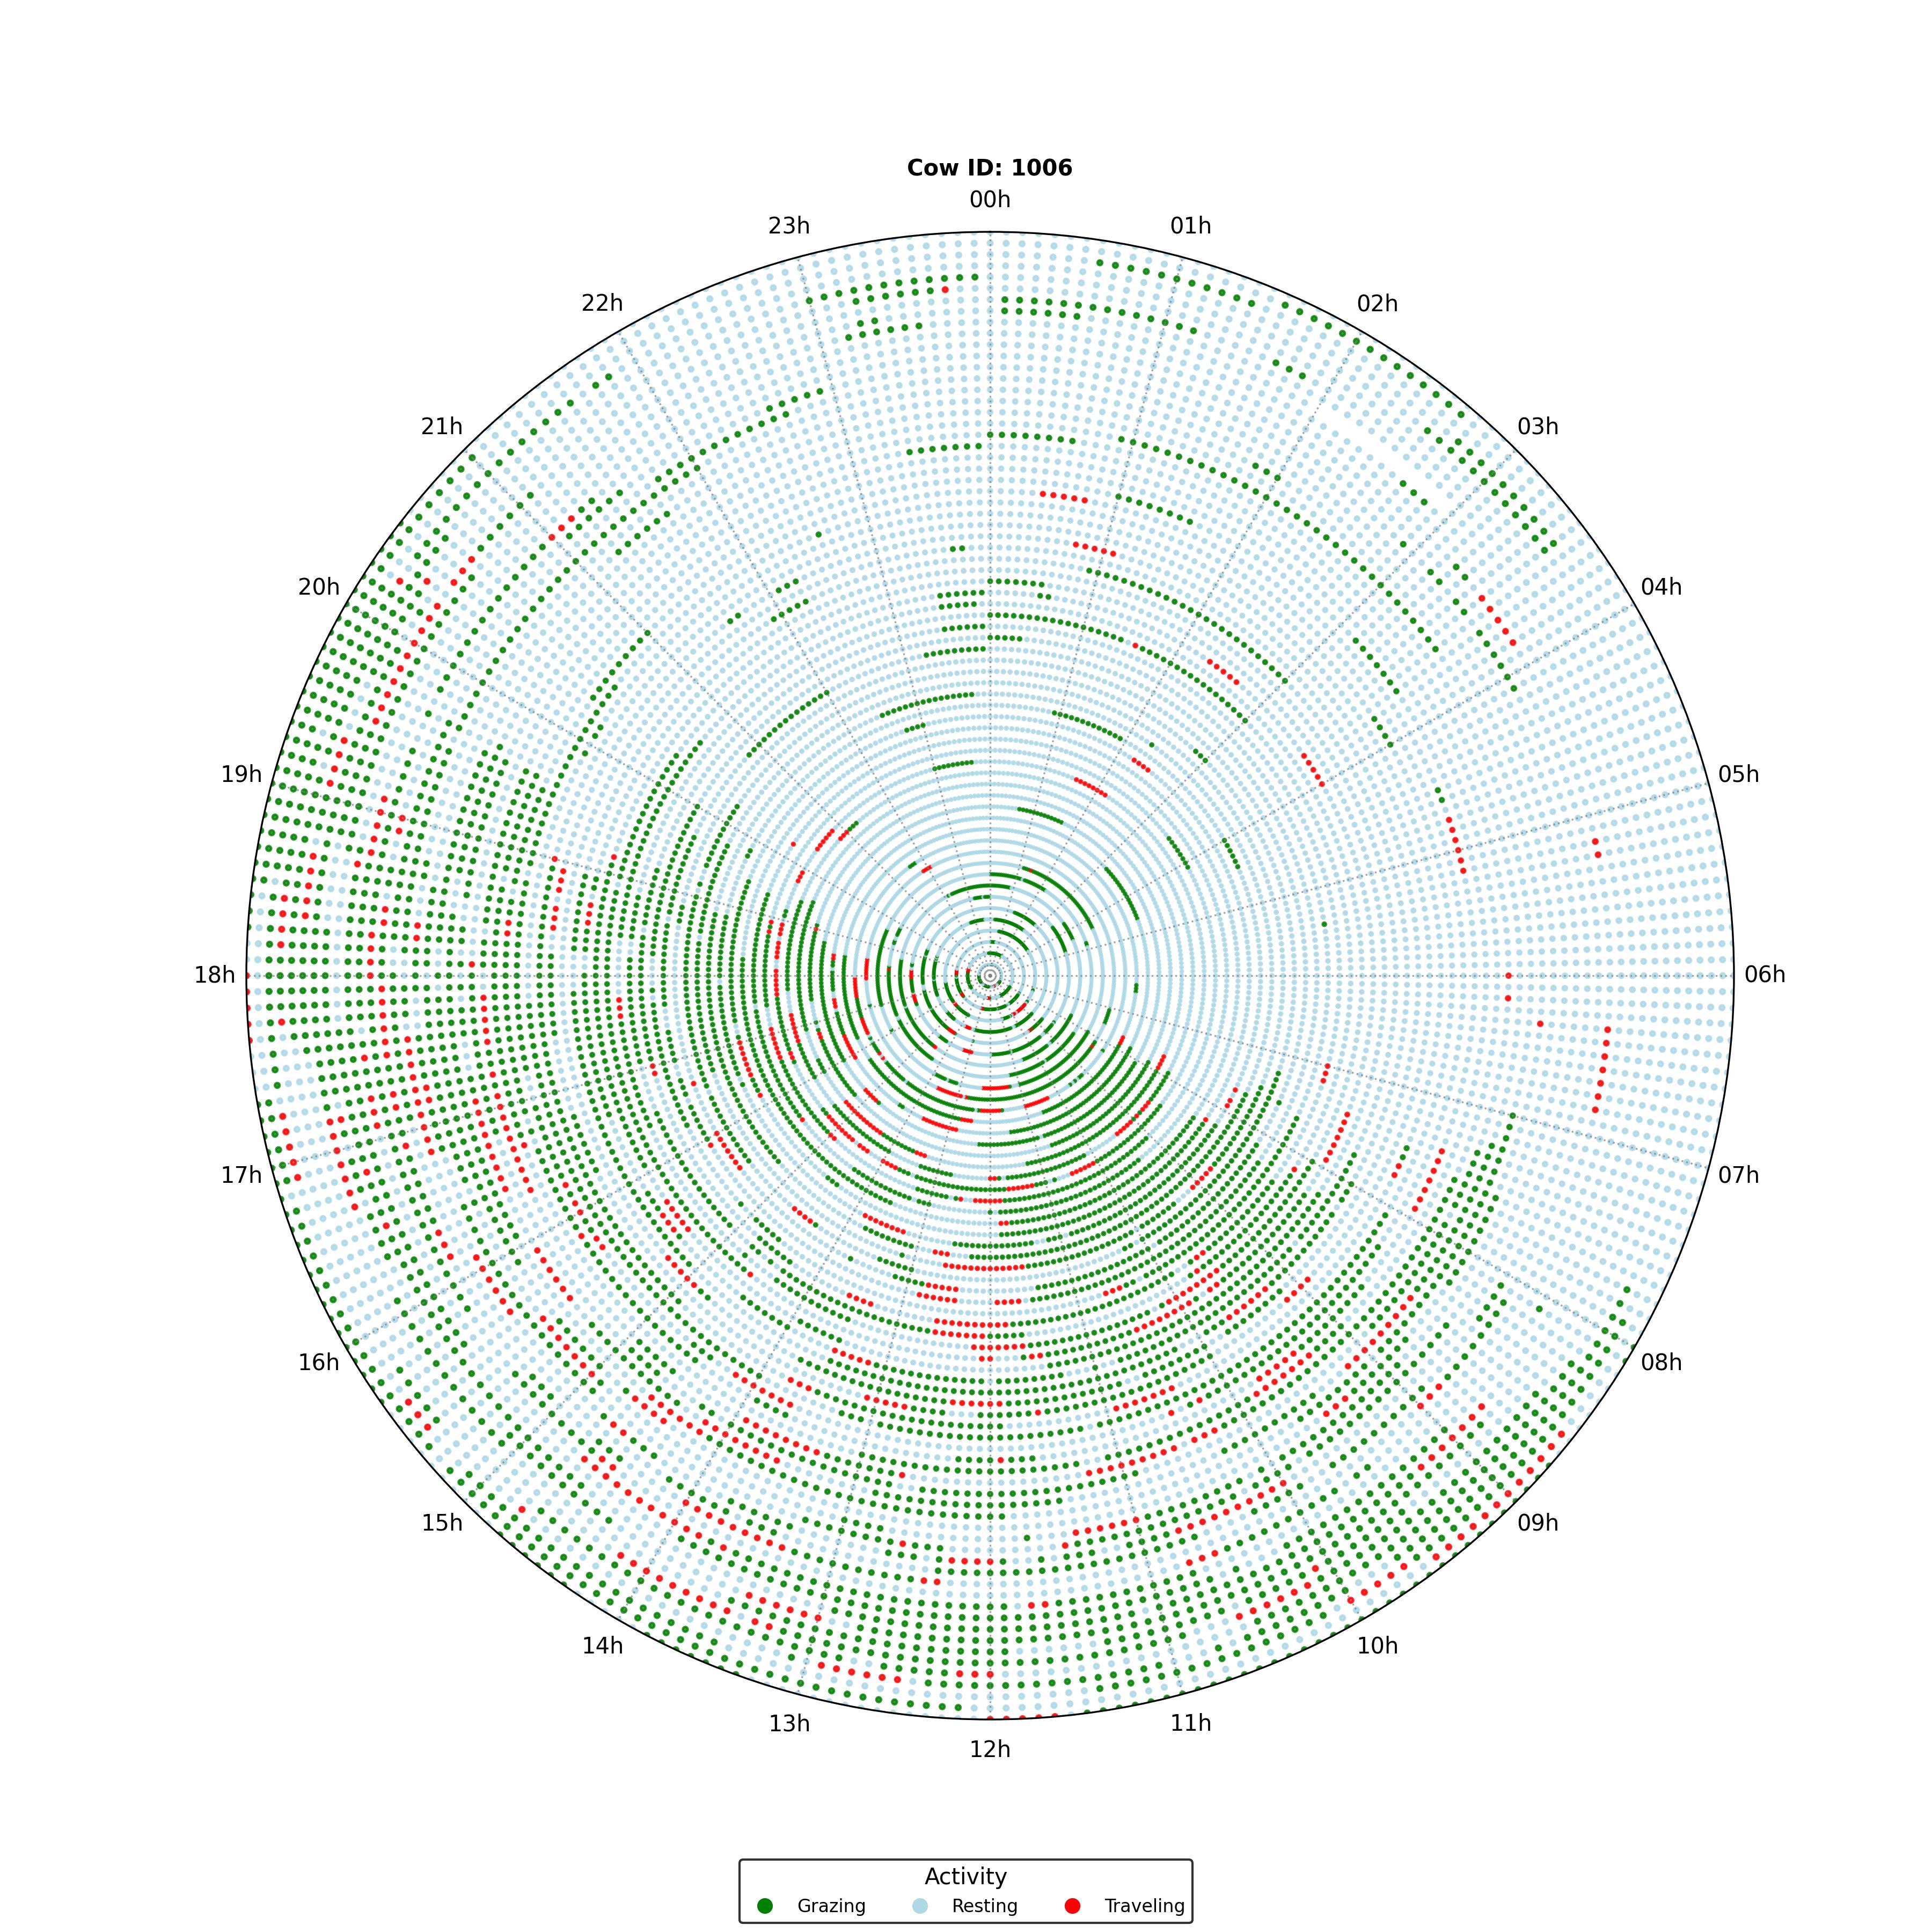 Cow ID: 1006
00h
23h
01h
22h
02h
21h
03h
20h
04h
19h
05h
18h
06h
17h
07h
16h
08h
15h
09h
14h
10h
13h
11h
12h
Activity
Grazing
Resting
Traveling